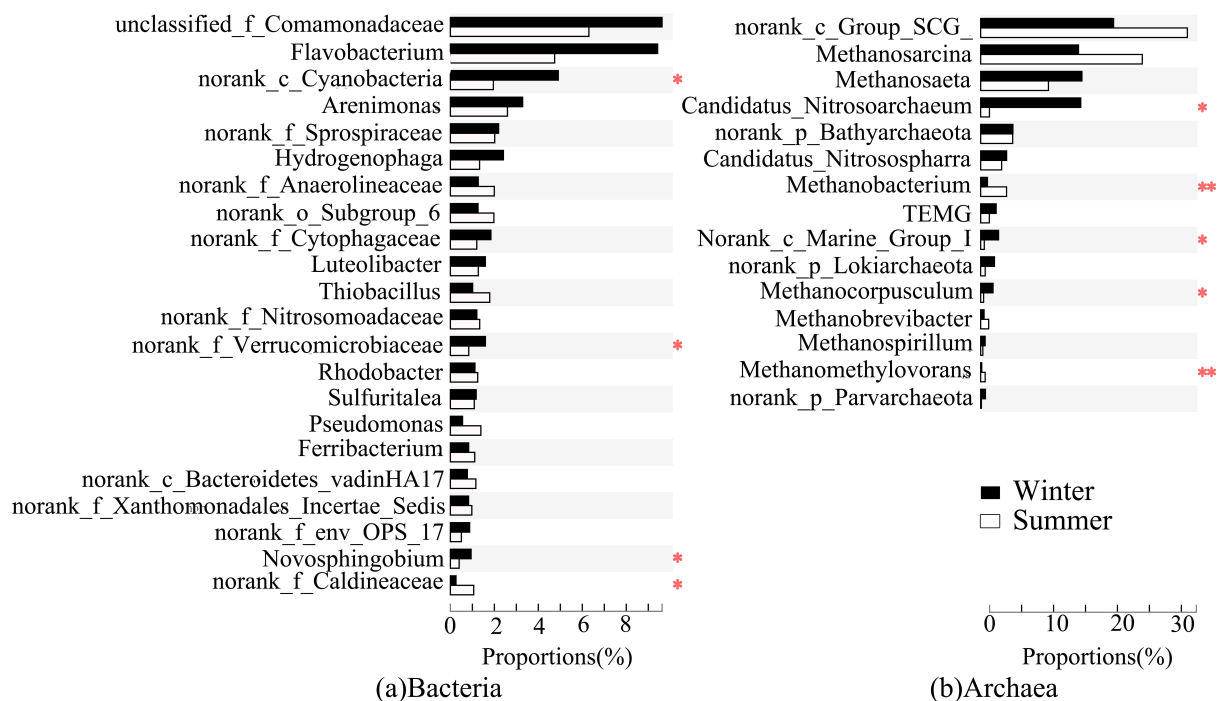 unclassified_f_Comamonadaceae
Flavobacterium
norank_c_Cyanobacteria
Arenimonas
norank_f_Sprospiraceae
Hydrogenophaga
norank_f_Anaerolineaceae
norank_o_Subgroup_6
norank_f_Cytophagaceae
Luteolibacter
Thiobacillus
norank_f_Nitrosomoadaceae
norank_f_Verrucomicrobiaceae
Rhodobacter
Sulfuritalea
Pseudomonas
Ferribacterium
norank_c_Bacteroidetes_vadinHA17
norank_f_Xanthomonadales_Incertae_Sedis
norank_f_env_OPS_17
Novosphingobium
norank_f_Caldineaceae
*
*
*
*
0 2 4 6 8
Proportions(%)
(a)Bacteria
norank_c_Group_SCG_
Methanosarcina
Methanosaeta
Candidatus_Nitrosoarchaeum
norank_p_Bathyarchaeota
Candidatus_Nitrosospharra
Methanobacterium
TEMG
Norank_c_Marine_Group_I
norank_p_Lokiarchaeota
Methanocorpusculum
Methanobrevibacter
Methanospirillum
Methanomethylovorans
norank_p_Parvarchaeota
*
**
*
*
**
Winter
Summer
0 10 20 30
Proportions(%)
(b)Archaea